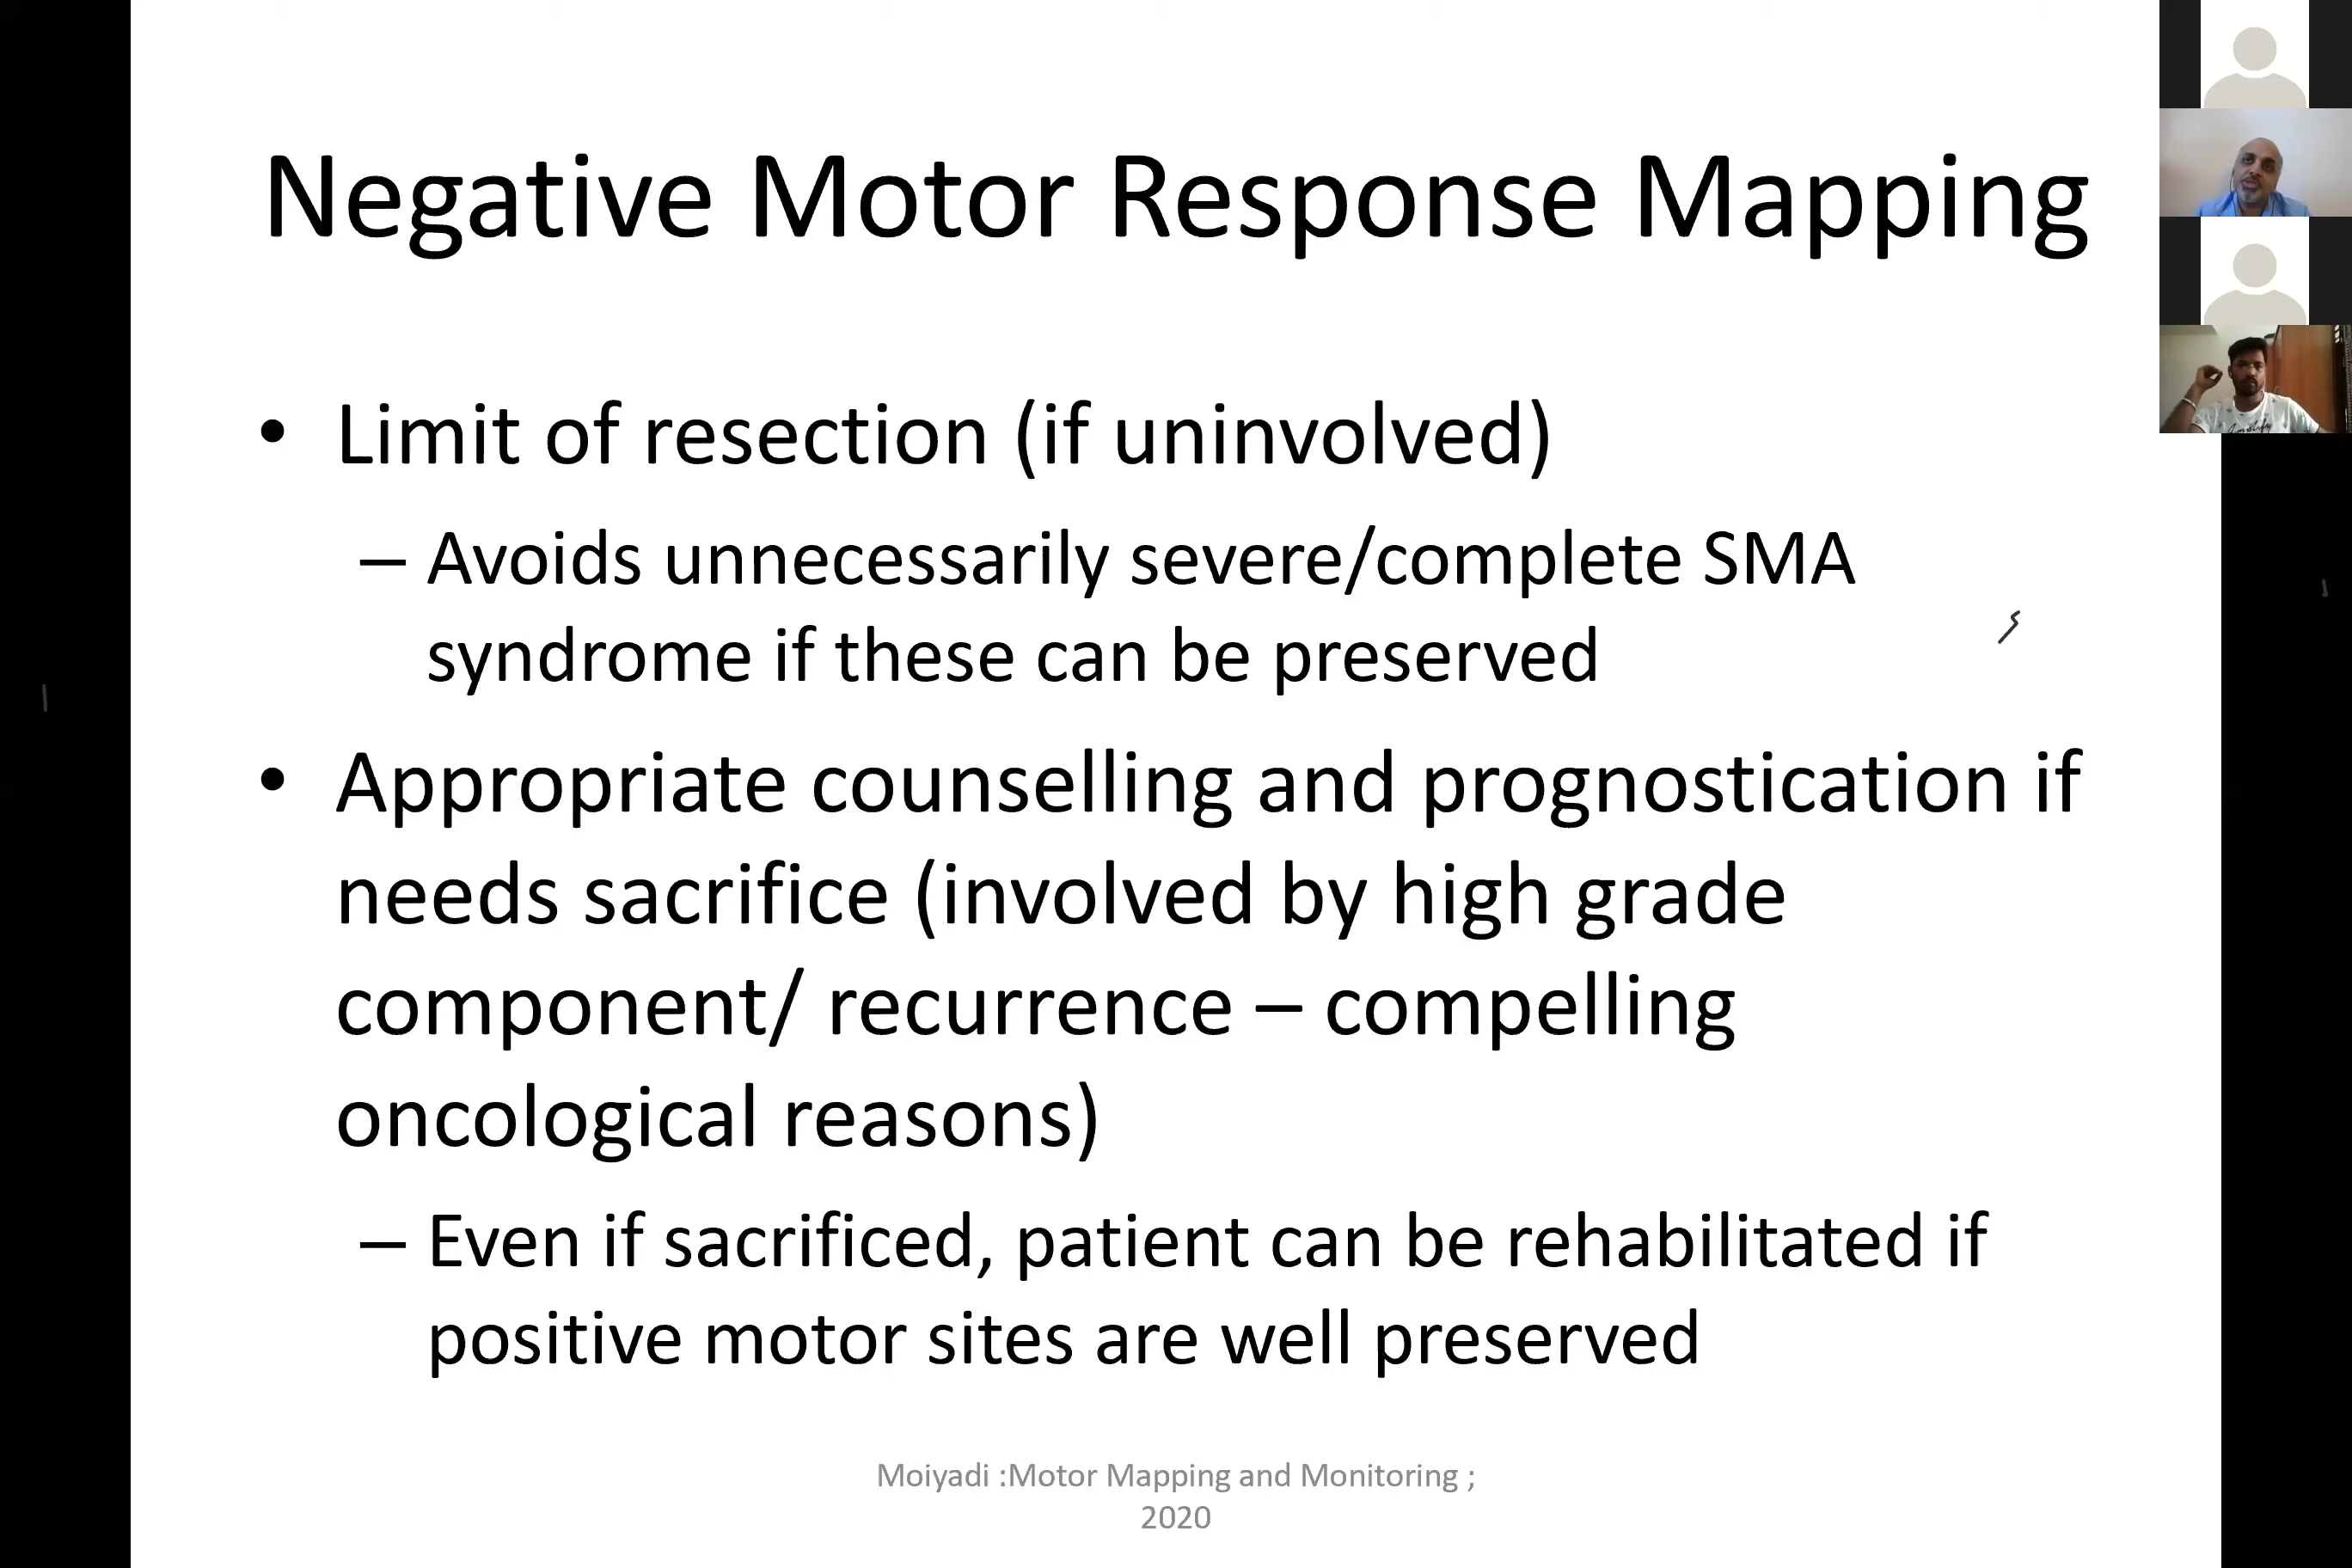 Negative Motor Response Mapping
• Limit of resection (if uninvolved)
– Avoids unnecessarily severe/complete SMA
syndrome if these can be preserved
• Appropriate counselling and prognostication if
needs sacrifice (involved by high grade
component/ recurrence – compelling
oncological reasons)
– Even if sacrificed, patient can be rehabilitated if
positive motor sites are well preserved
Moiyadi :Motor Mapping and Monitoring ;
2020